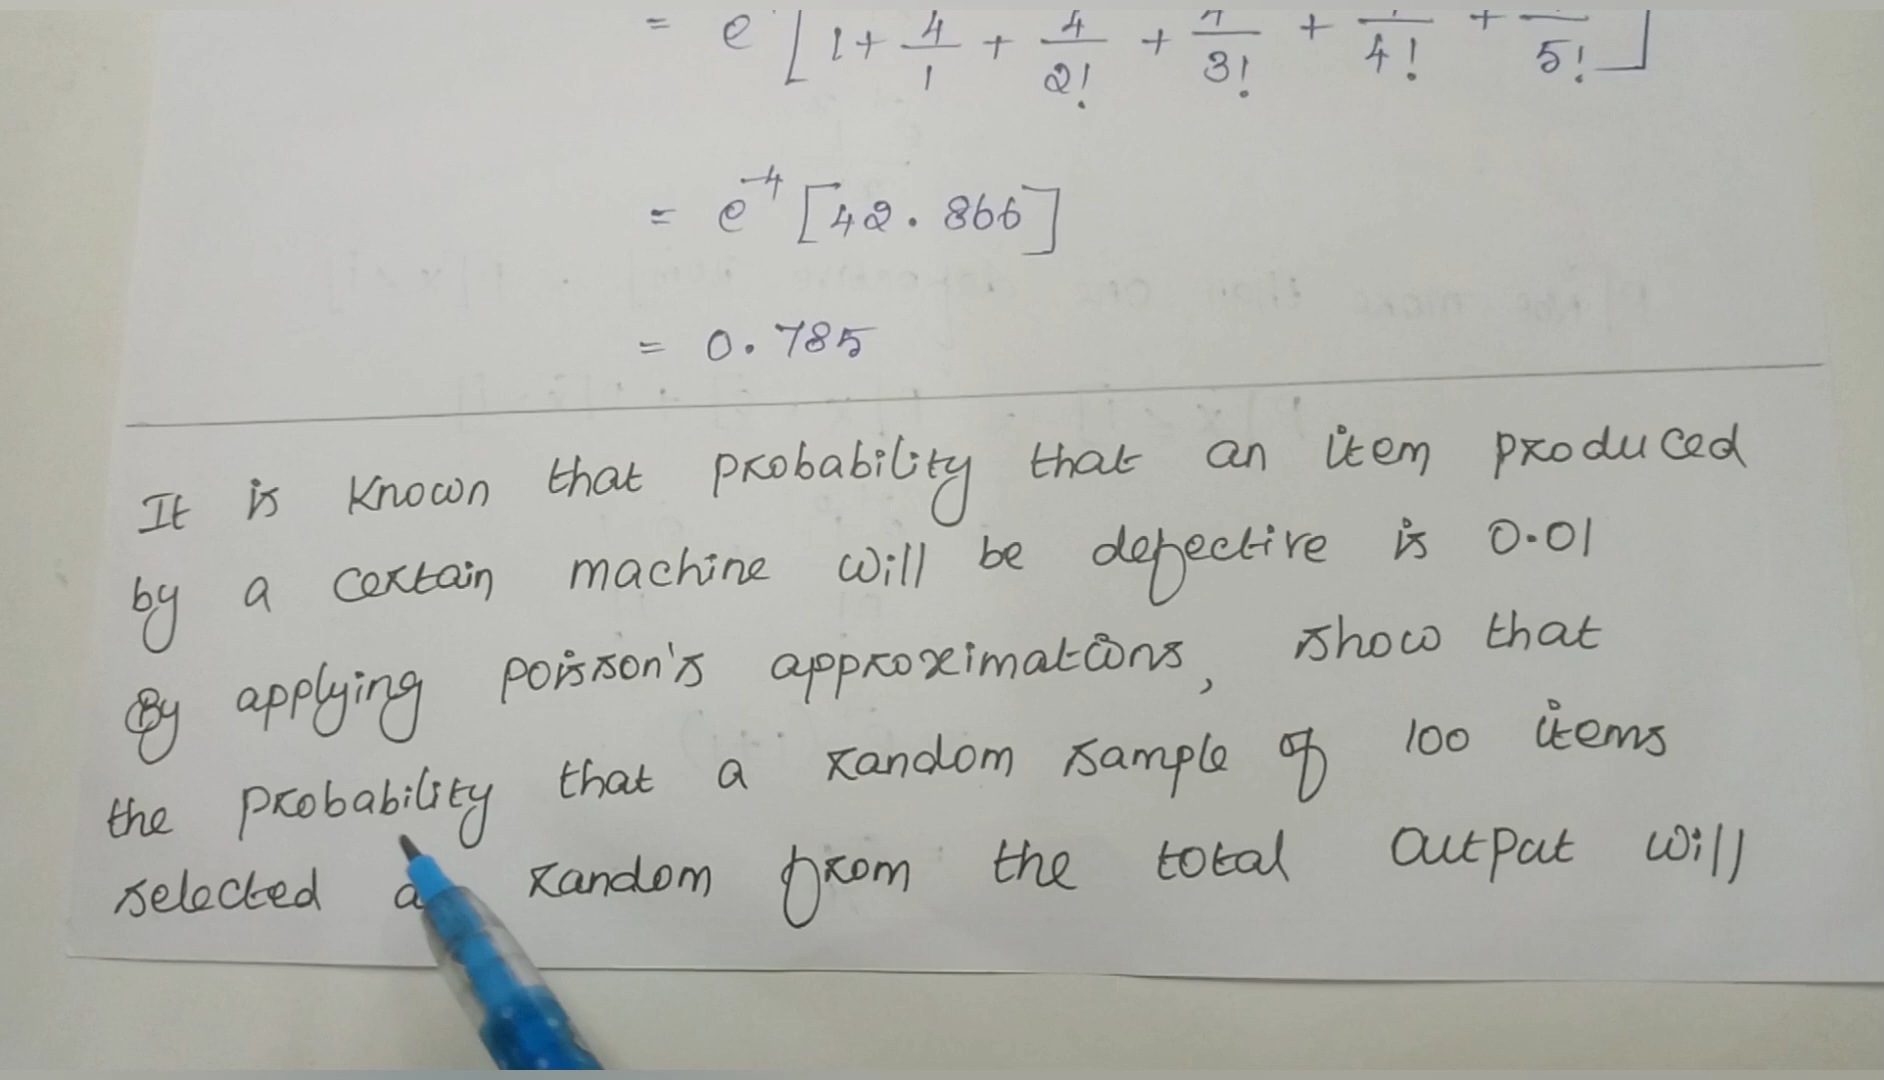 = e [ 1 + 4/1 + 4/2! + 4/3! + /4! + /5! ]
= e^-4 [42.866]
= 0.785
It is known that probability that an item produced
by a certain machine will be defective is 0.01
By applying poisson's approximations, show that
the probability that a random sample of 100 items
selected random from the total output will